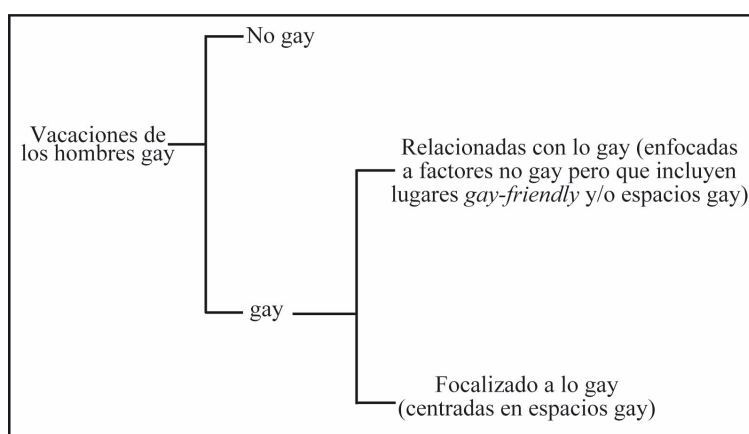 No gay
Vacaciones de
los hombres gay
Relacionadas con lo gay (enfocadas
a factores no gay pero que incluyen
lugares gay-friendly y/o espacios gay)
gay
Focalizado a lo gay
(centradas en espacios gay)